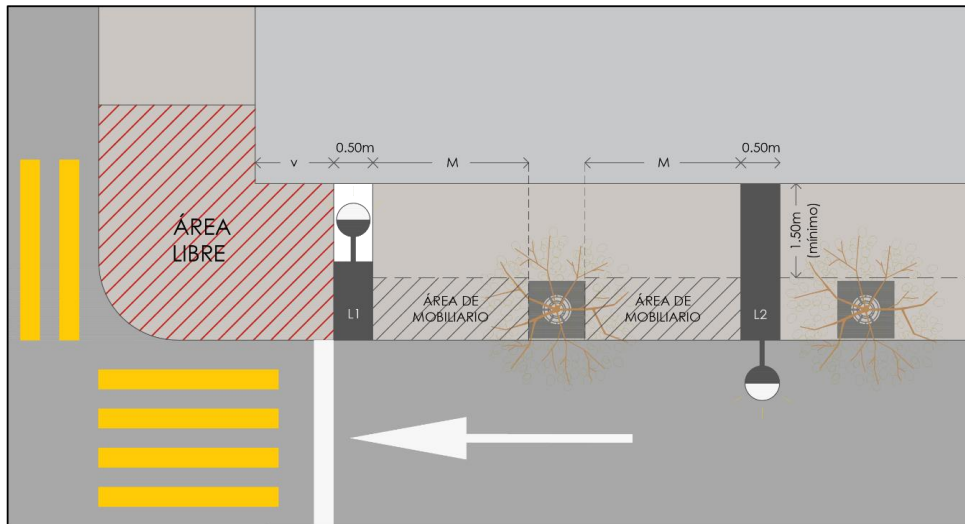 0.50m
0.50m
v
M
M
ÁREA
LIBRE
1.50m
(mínimo)
L1
ÁREA DE
MOBILIARIO
ÁREA DE
MOBILIARIO
L2